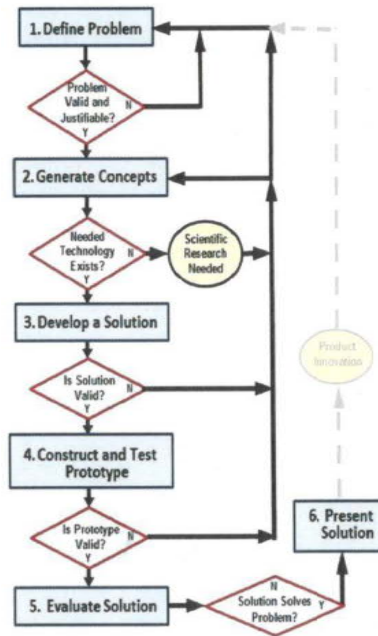 1. Define Problem
Problem
Valid and
Justifiable?
N
Y
2. Generate Concepts
Needed
Technology
Exists?
N
Y
Scientific
Research
Needed
3. Develop a Solution
Is Solution
Valid?
N
Y
4. Construct and Test
Prototype
Is Prototype
Valid?
N
Y
5. Evaluate Solution
N
Solution Solves
Problem?
Y
6. Present
Solution
Product
Innovation